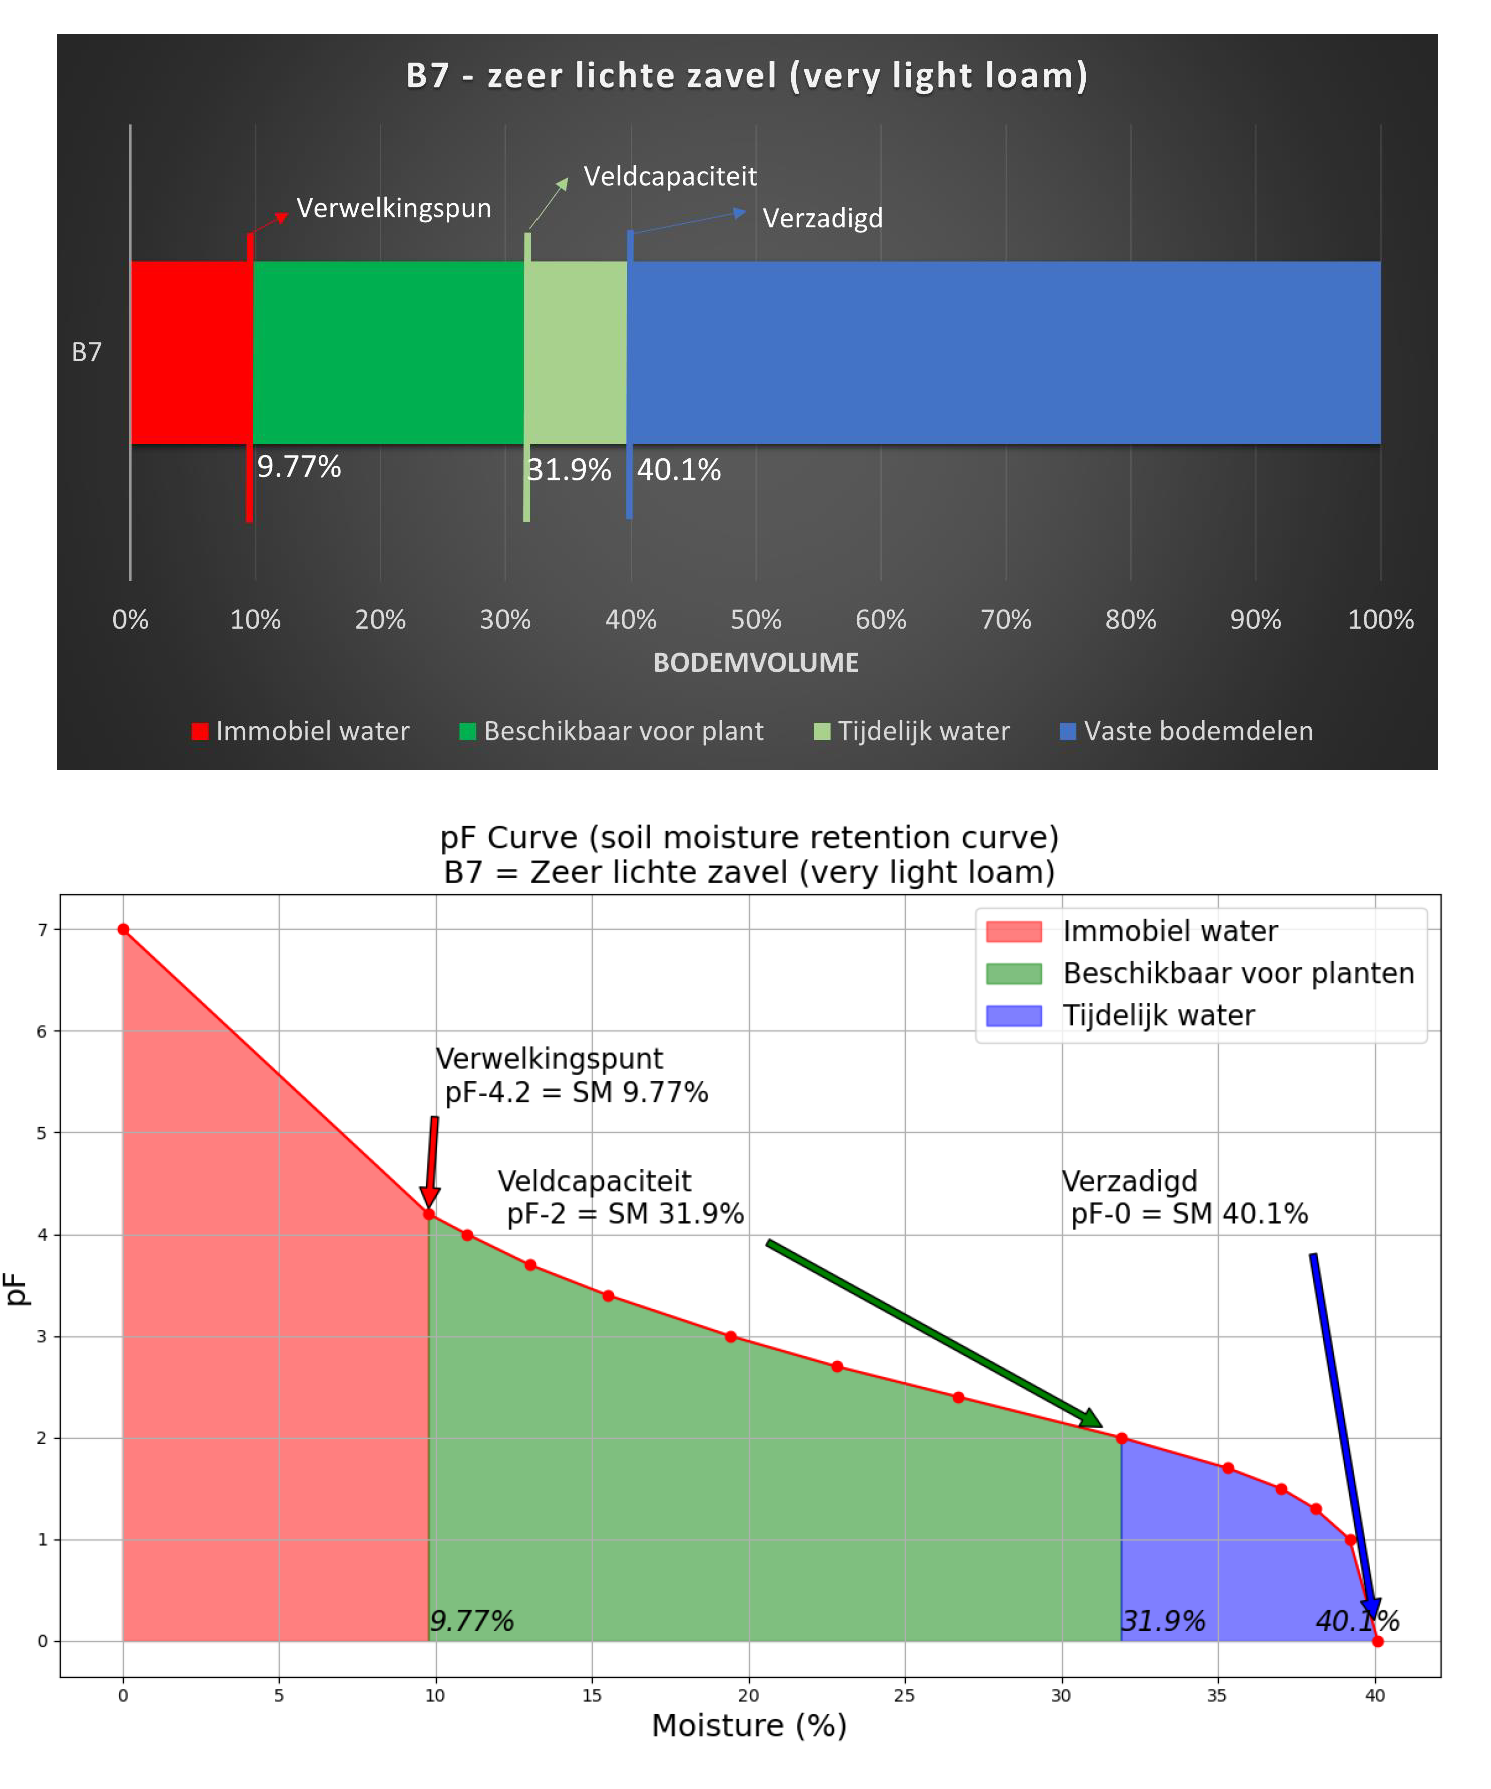 B7 - zeer lichte zavel (very light loam)
Veldcapaciteit
Verwelkingspun
Verzadigd
B7
9.77%
31.9%
40.1%
0% 10% 20% 30% 40% 50% 60% 70% 80% 90% 100%
BODEMVOLUME
Immobiel water Beschikbaar voor plant Tijdelijk water Vaste bodemdelen
pF Curve (soil moisture retention curve)
B7 = Zeer lichte zavel (very light loam)
Immobiel water
Beschikbaar voor planten
Tijdelijk water
7
6
5
4
3
2
1
0
pF
Verwelkingspunt
pF-4.2 = SM 9.77%
Veldcapaciteit
pF-2 = SM 31.9%
Verzadigd
pF-0 = SM 40.1%
9.77%
31.9%
40.1%
0 5 10 15 20 25 30 35 40
Moisture (%)